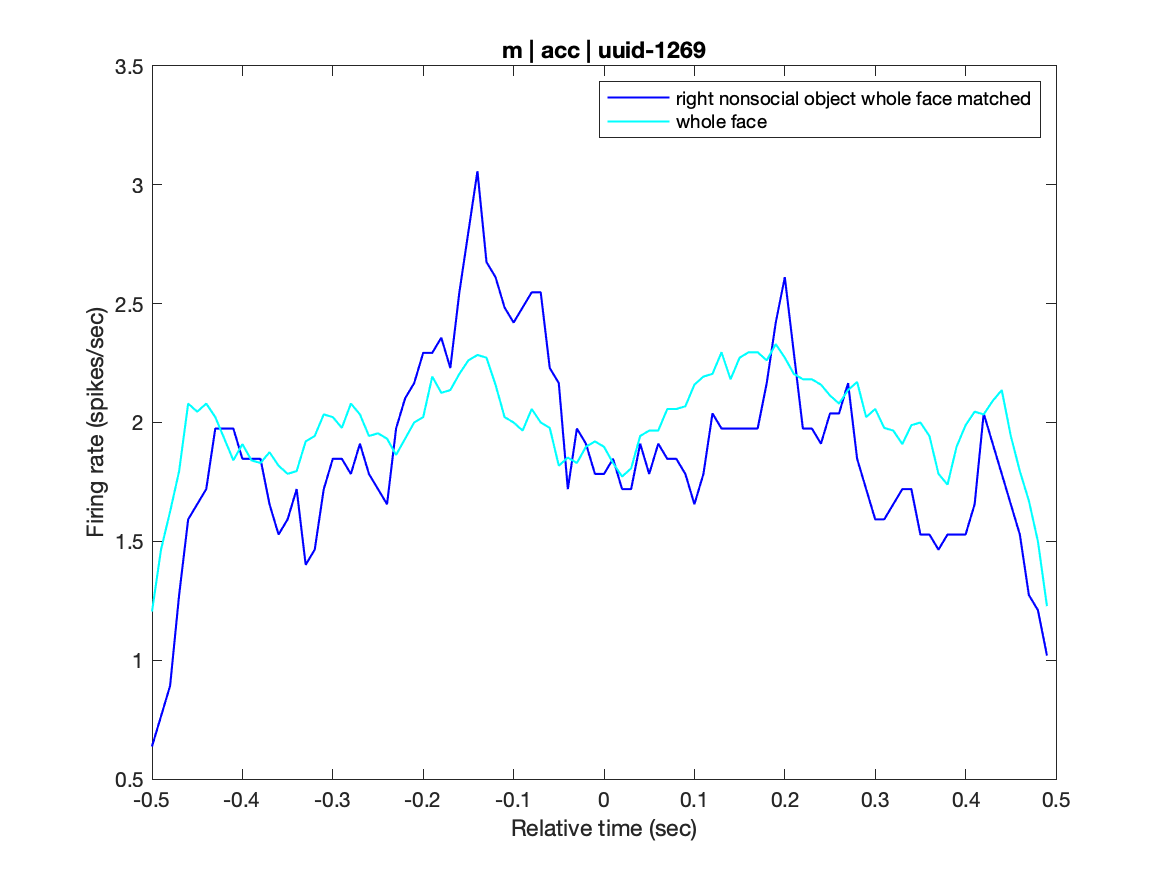 m | acc | uuid-1269
right nonsocial object whole face matched
whole face
Firing rate (spikes/sec)
3.5
3
2.5
2
1.5
1
0.5
-0.5 -0.4 -0.3 -0.2 -0.1 0 0.1 0.2 0.3 0.4 0.5
Relative time (sec)